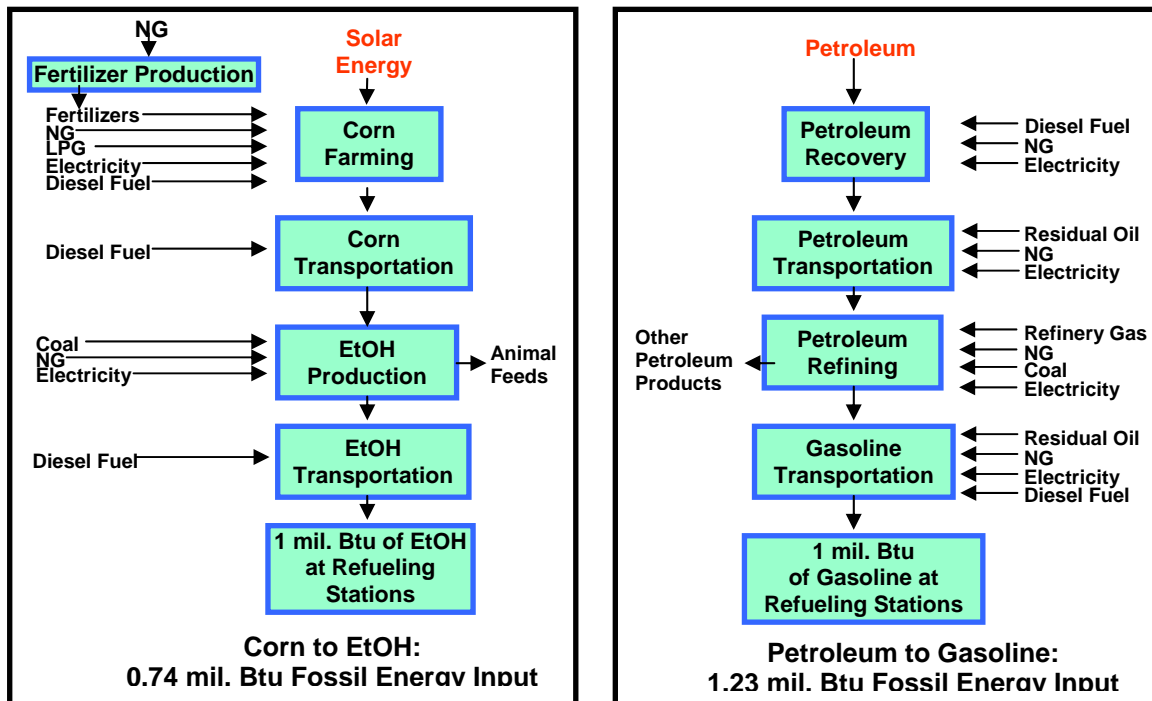 NG
Fertilizer Production
Solar
Energy
Fertilizers
NG
LPG
Electricity
Diesel Fuel
Corn
Farming
Diesel Fuel
Corn
Transportation
Coal
NG
Electricity
EtOH
Production
Animal
Feeds
Diesel Fuel
EtOH
Transportation
1 mil. Btu of EtOH
at Refueling
Stations
Corn to EtOH:
0.74 mil. Btu Fossil Energy Input
Petroleum
Petroleum
Recovery
Diesel Fuel
NG
Electricity
Petroleum
Transportation
Residual Oil
NG
Electricity
Other
Petroleum
Products
Petroleum
Refining
Refinery Gas
NG
Coal
Electricity
Gasoline
Transportation
Residual Oil
NG
Electricity
Diesel Fuel
1 mil. Btu
of Gasoline at
Refueling Stations
Petroleum to Gasoline:
1.23 mil. Btu Fossil Energy Input